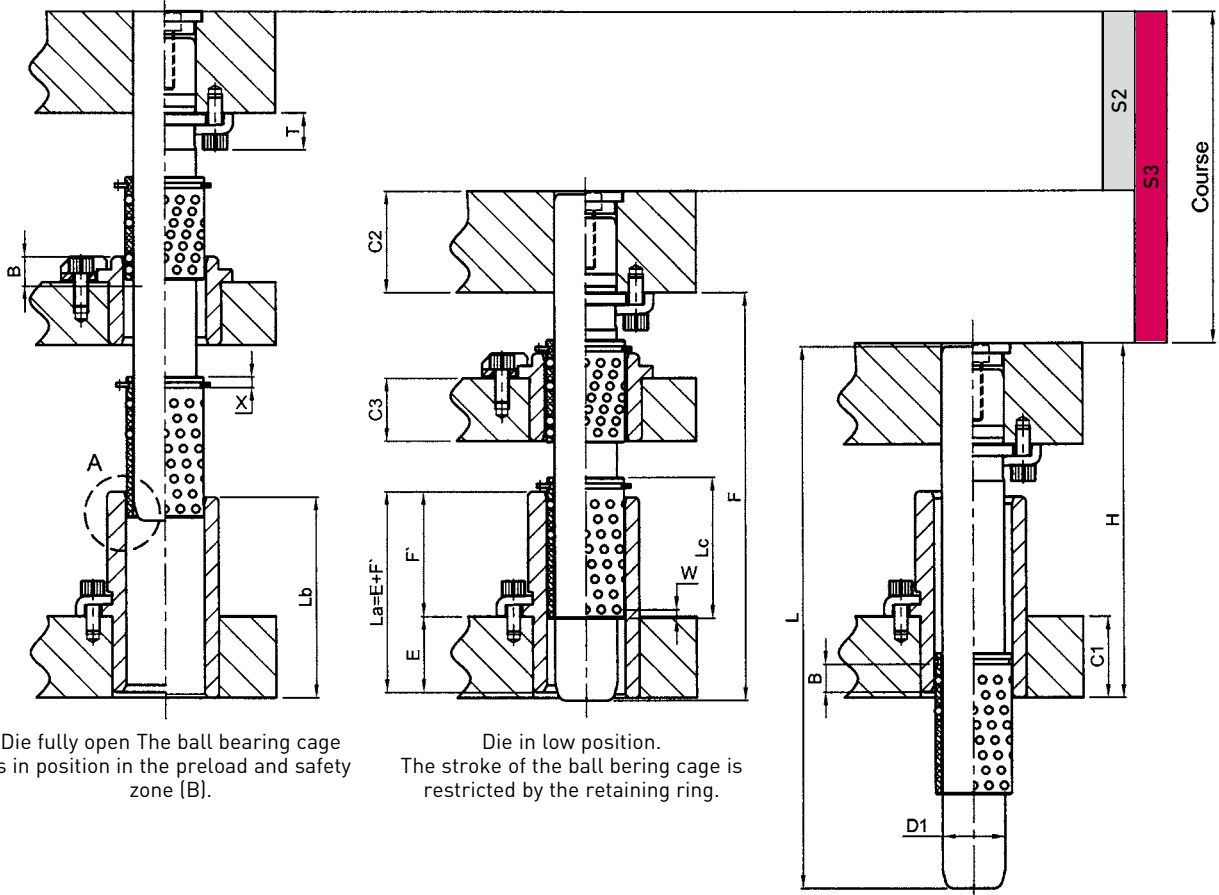 S2
S3
Course
T
B
C2
X
C3
A
F
H
Lb
La=E+F`
F`
Lc
W
L
E
B
C1
D1
Die fully open The ball bearing cage
s in position in the preload and safety
zone (B).
Die in low position.
The stroke of the ball bering cage is
restricted by the retaining ring.